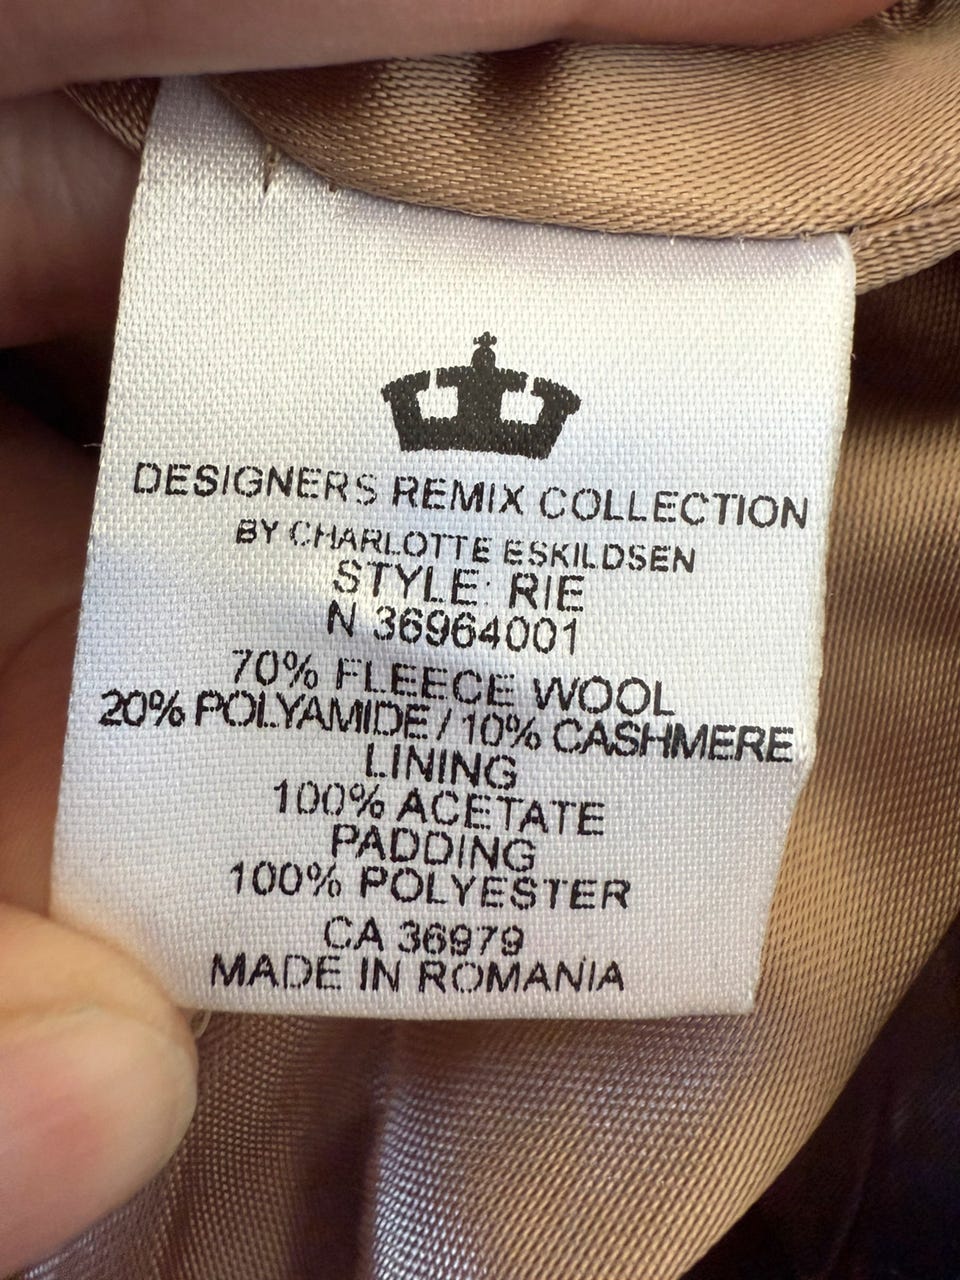 DESIGNERS REMIX COLLECTION
BY CHARLOTTE ESKILDSEN
STYLE: RIE
N 36964001
70% FLEECE WOOL
20% POLYAMIDE / 10% CASHMERE
LINING
100% ACETATE
PADDING
100% POLYESTER
CA 36979
MADE IN ROMANIA